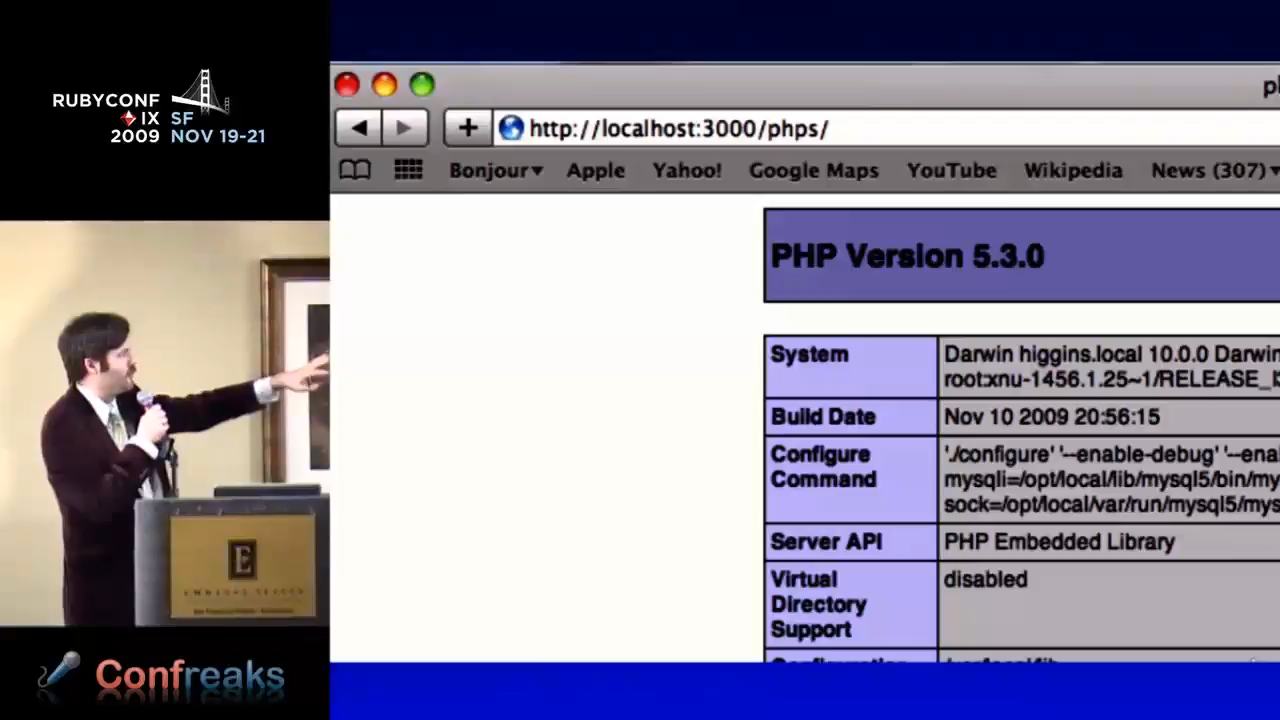 RUBYCONF
IX SF
2009 NOV 19-21
http://localhost:3000/phps/
Bonjour▾ Apple Yahoo! Google Maps YouTube Wikipedia News (307)▾
PHP Version 5.3.0
System Darwin higgins.local 10.0.0 Darwin
root:xnu-1456.1.25~1/RELEASE_I
Build Date Nov 10 2009 20:56:15
Configure './configure' '--enable-debug' '--ena
Command mysqli=/opt/local/lib/mysql5/bin/my
sock=/opt/local/var/run/mysql5/mys
Server API PHP Embedded Library
Virtual disabled
Directory
Support
E
Confreaks